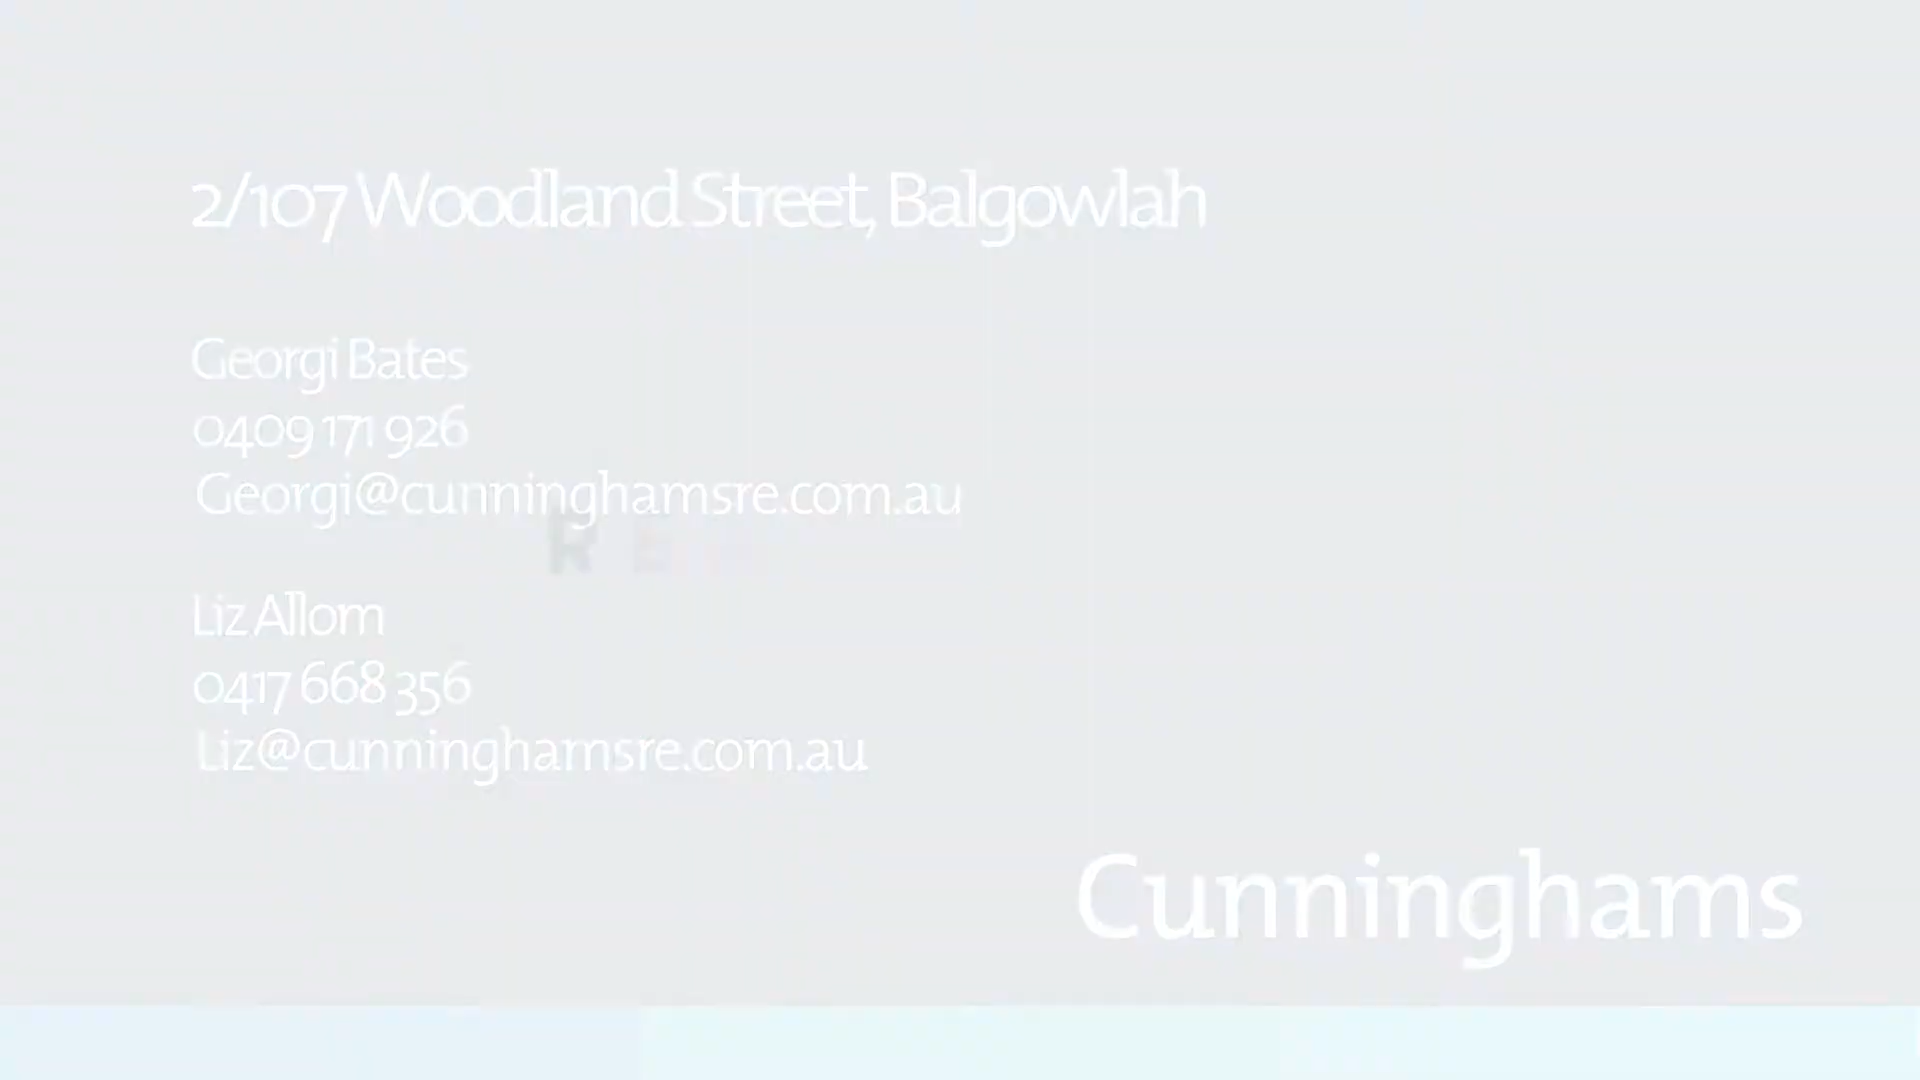 2/107 Woodland Street, Balgowlah
Georgi Bates
0409 171 926
Georgi@cunninghamsre.com.au
Liz Allom
0417 668 356
Liz@cunninghamsre.com.au
Cunninghams